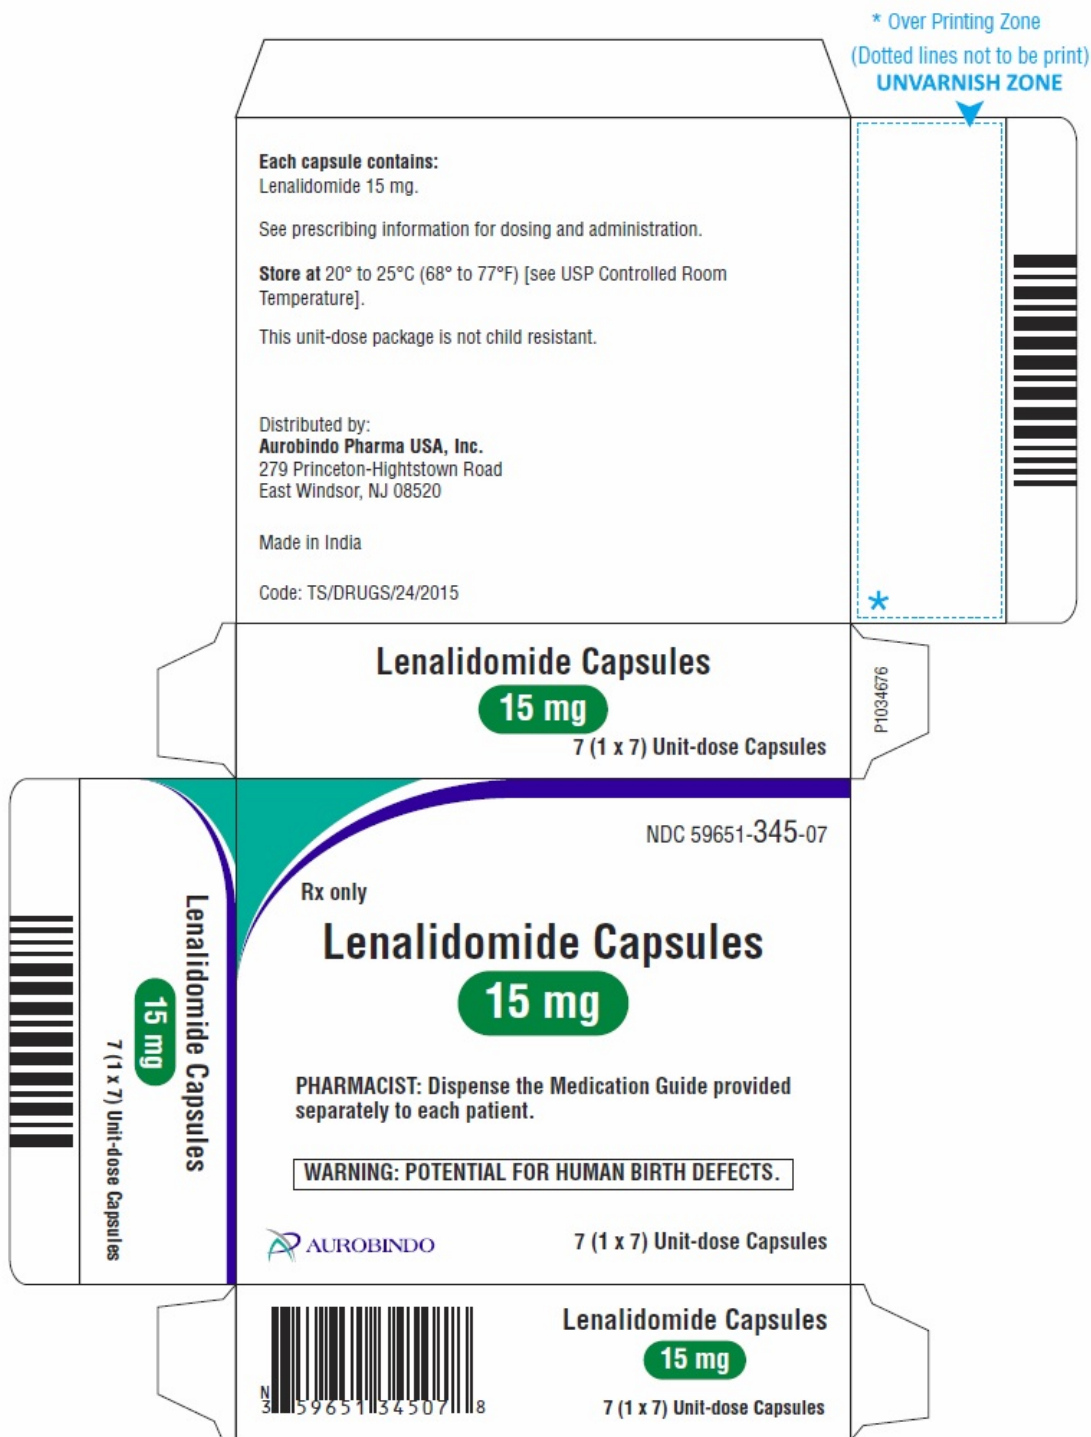 * Over Printing Zone
(Dotted lines not to be print)
UNVARNISH ZONE
Each capsule contains:
Lenalidomide 15 mg.
See prescribing information for dosing and administration.
Store at 20° to 25°C (68° to 77°F) [see USP Controlled Room
Temperature].
This unit-dose package is not child resistant.
Distributed by:
Aurobindo Pharma USA, Inc.
279 Princeton-Hightstown Road
East Windsor, NJ 08520
Made in India
Code: TS/DRUGS/24/2015
*
Lenalidomide Capsules
15 mg
7 (1 x 7) Unit-dose Capsules
P1034676
Lenalidomide Capsules
15 mg
7 (1 x 7) Unit-dose Capsules
NDC 59651-345-07
Rx only
Lenalidomide Capsules
15 mg
PHARMACIST: Dispense the Medication Guide provided
separately to each patient.
WARNING: POTENTIAL FOR HUMAN BIRTH DEFECTS.
AUROBINDO
7 (1 x 7) Unit-dose Capsules
N
3 59651 34507 8
Lenalidomide Capsules
15 mg
7 (1 x 7) Unit-dose Capsules